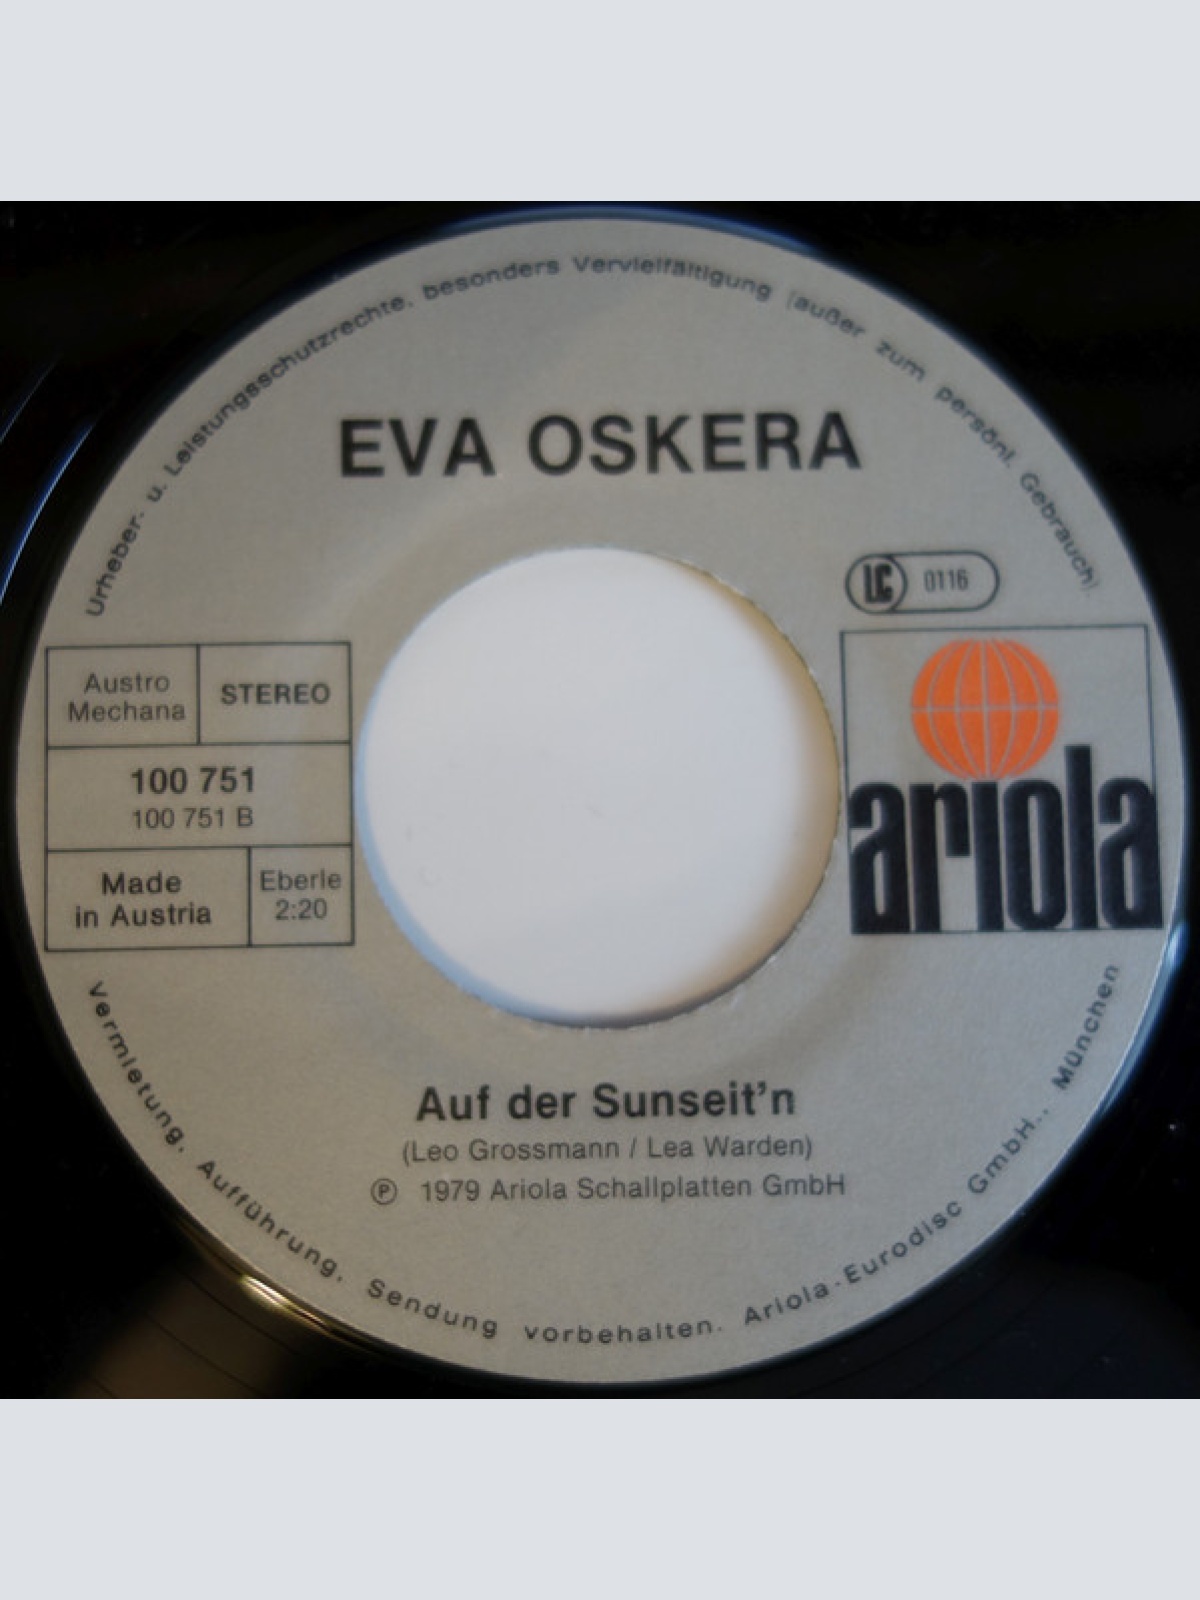 Urheber- u. Leistungsschutzrechte, besonders Vervielfältigung (außer zum persönl. Gebrauch).
EVA OSKERA
LC 0116
Austro
Mechana
STEREO
100 751
100 751 B
Made
in Austria
Eberle
2:20
ariola
Auf der Sunseit'n
(Leo Grossmann / Lea Warden)
Ⓟ 1979 Ariola Schallplatten GmbH
Vermietung, Aufführung, Sendung vorbehalten. Ariola-Eurodisc GmbH., München